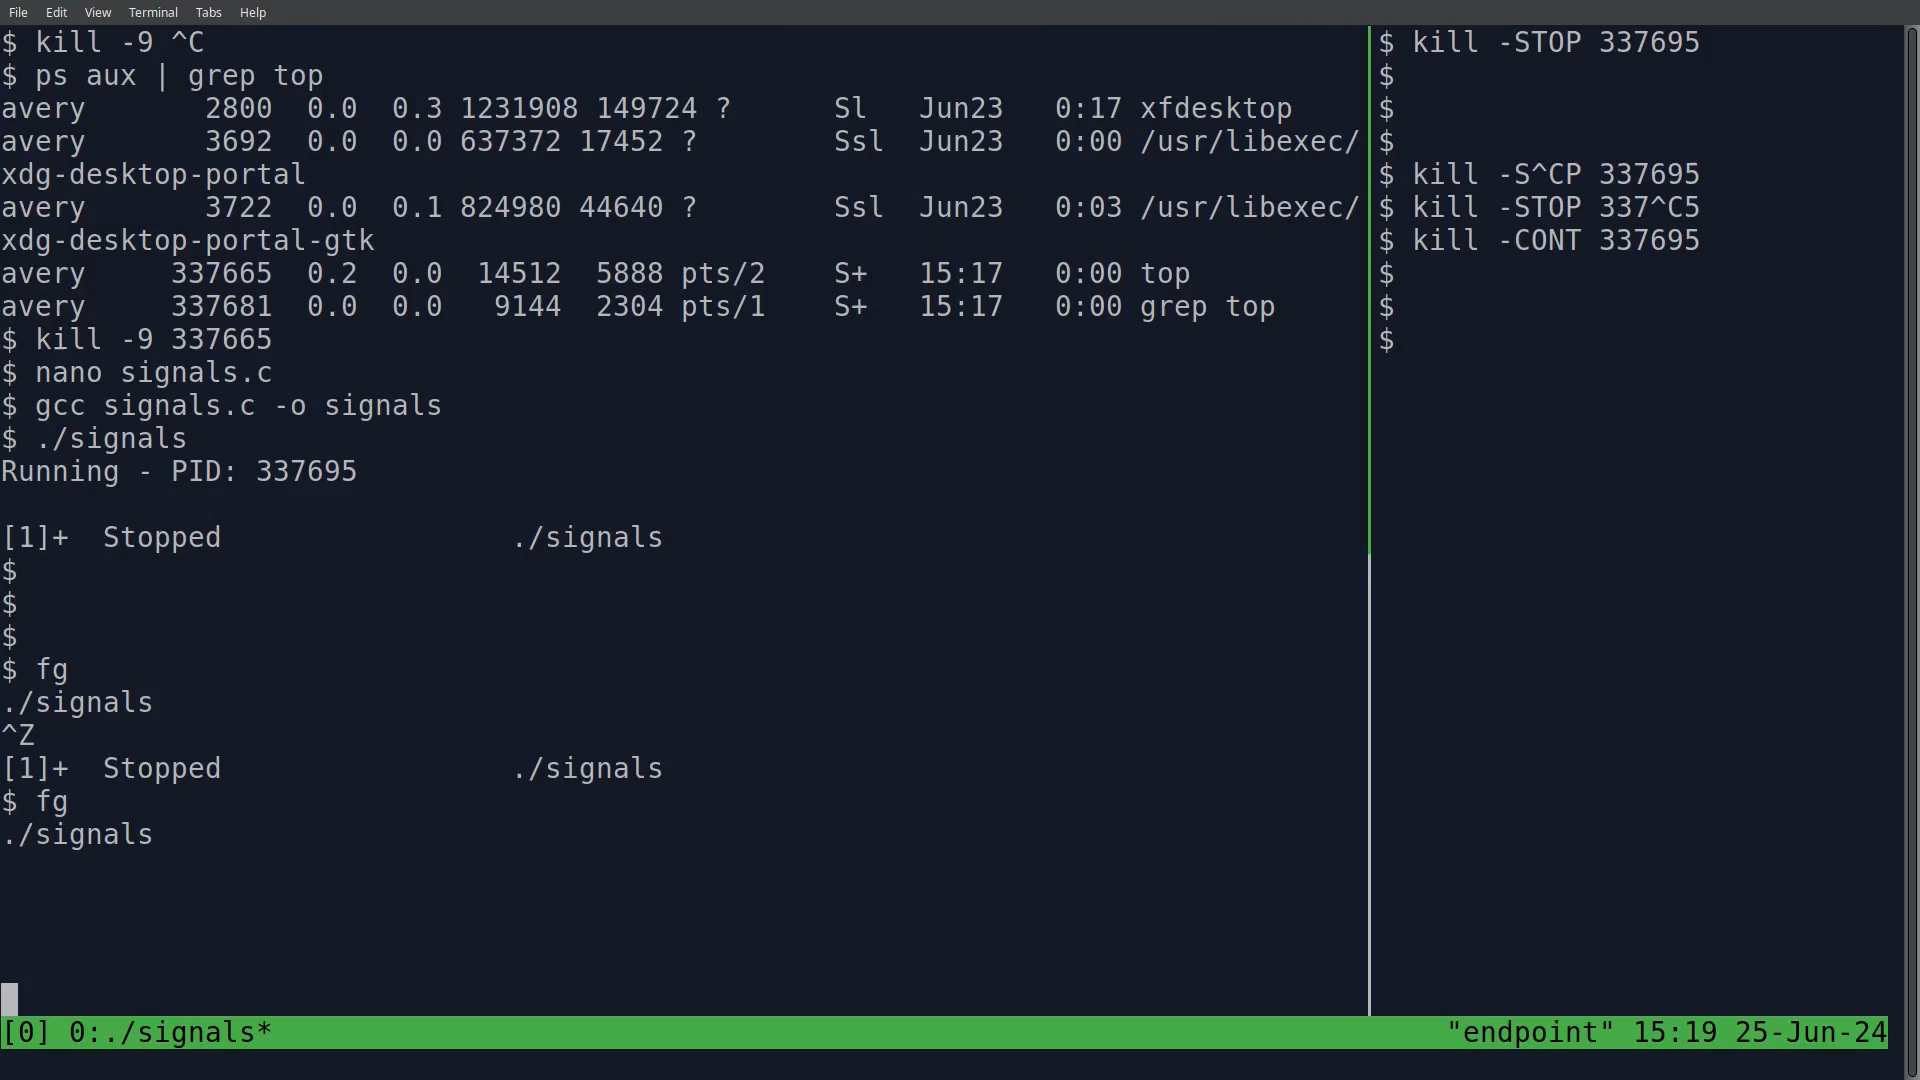 File Edit View Terminal Tabs Help
$ kill -9 ^C
$ ps aux | grep top
avery 2800 0.0 0.3 1231908 149724 ? Sl Jun23 0:17 xfdesktop
avery 3692 0.0 0.0 637372 17452 ? Ssl Jun23 0:00 /usr/libexec/
xdg-desktop-portal
avery 3722 0.0 0.1 824980 44640 ? Ssl Jun23 0:03 /usr/libexec/
xdg-desktop-portal-gtk
avery 337665 0.2 0.0 14512 5888 pts/2 S+ 15:17 0:00 top
avery 337681 0.0 0.0 9144 2304 pts/1 S+ 15:17 0:00 grep top
$ kill -9 337665
$ nano signals.c
$ gcc signals.c -o signals
$ ./signals
Running - PID: 337695
[1]+ Stopped ./signals
$
$
$
$ fg
./signals
^Z
[1]+ Stopped ./signals
$ fg
./signals
$ kill -STOP 337695
$
$
$
$ kill -S^CP 337695
$ kill -STOP 337^C5
$ kill -CONT 337695
$
$
$
[0] 0:./signals* "endpoint" 15:19 25-Jun-24